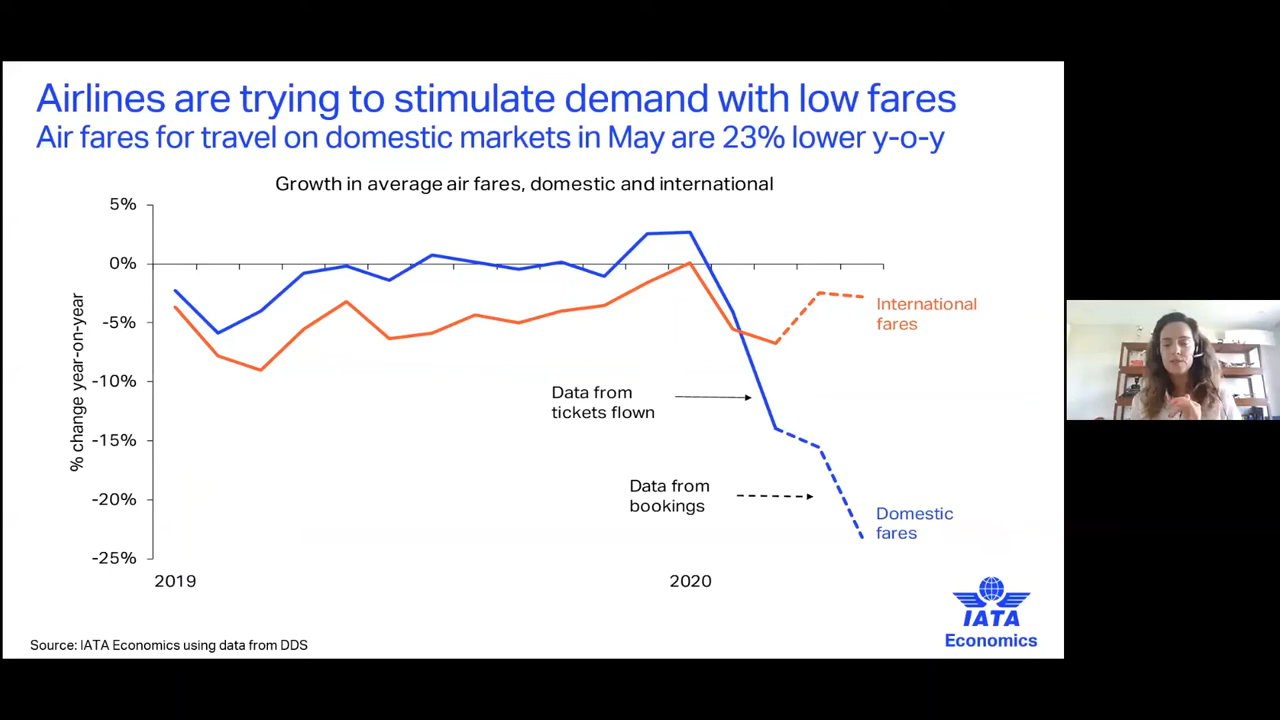 Airlines are trying to stimulate demand with low fares
Air fares for travel on domestic markets in May are 23% lower y-o-y
Growth in average air fares, domestic and international
% change year-on-year
5%
0%
-5%
-10%
-15%
-20%
-25%
International
fares
Data from
tickets flown
Data from
bookings
Domestic
fares
2019
2020
IATA
Economics
Source: IATA Economics using data from DDS